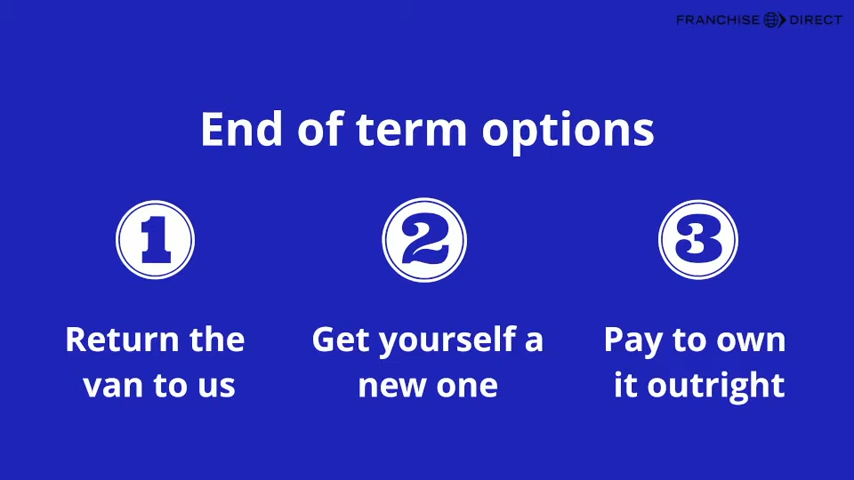 FRANCHISE DIRECT
End of term options
1
2
3
Return the
van to us
Get yourself a
new one
Pay to own
it outright